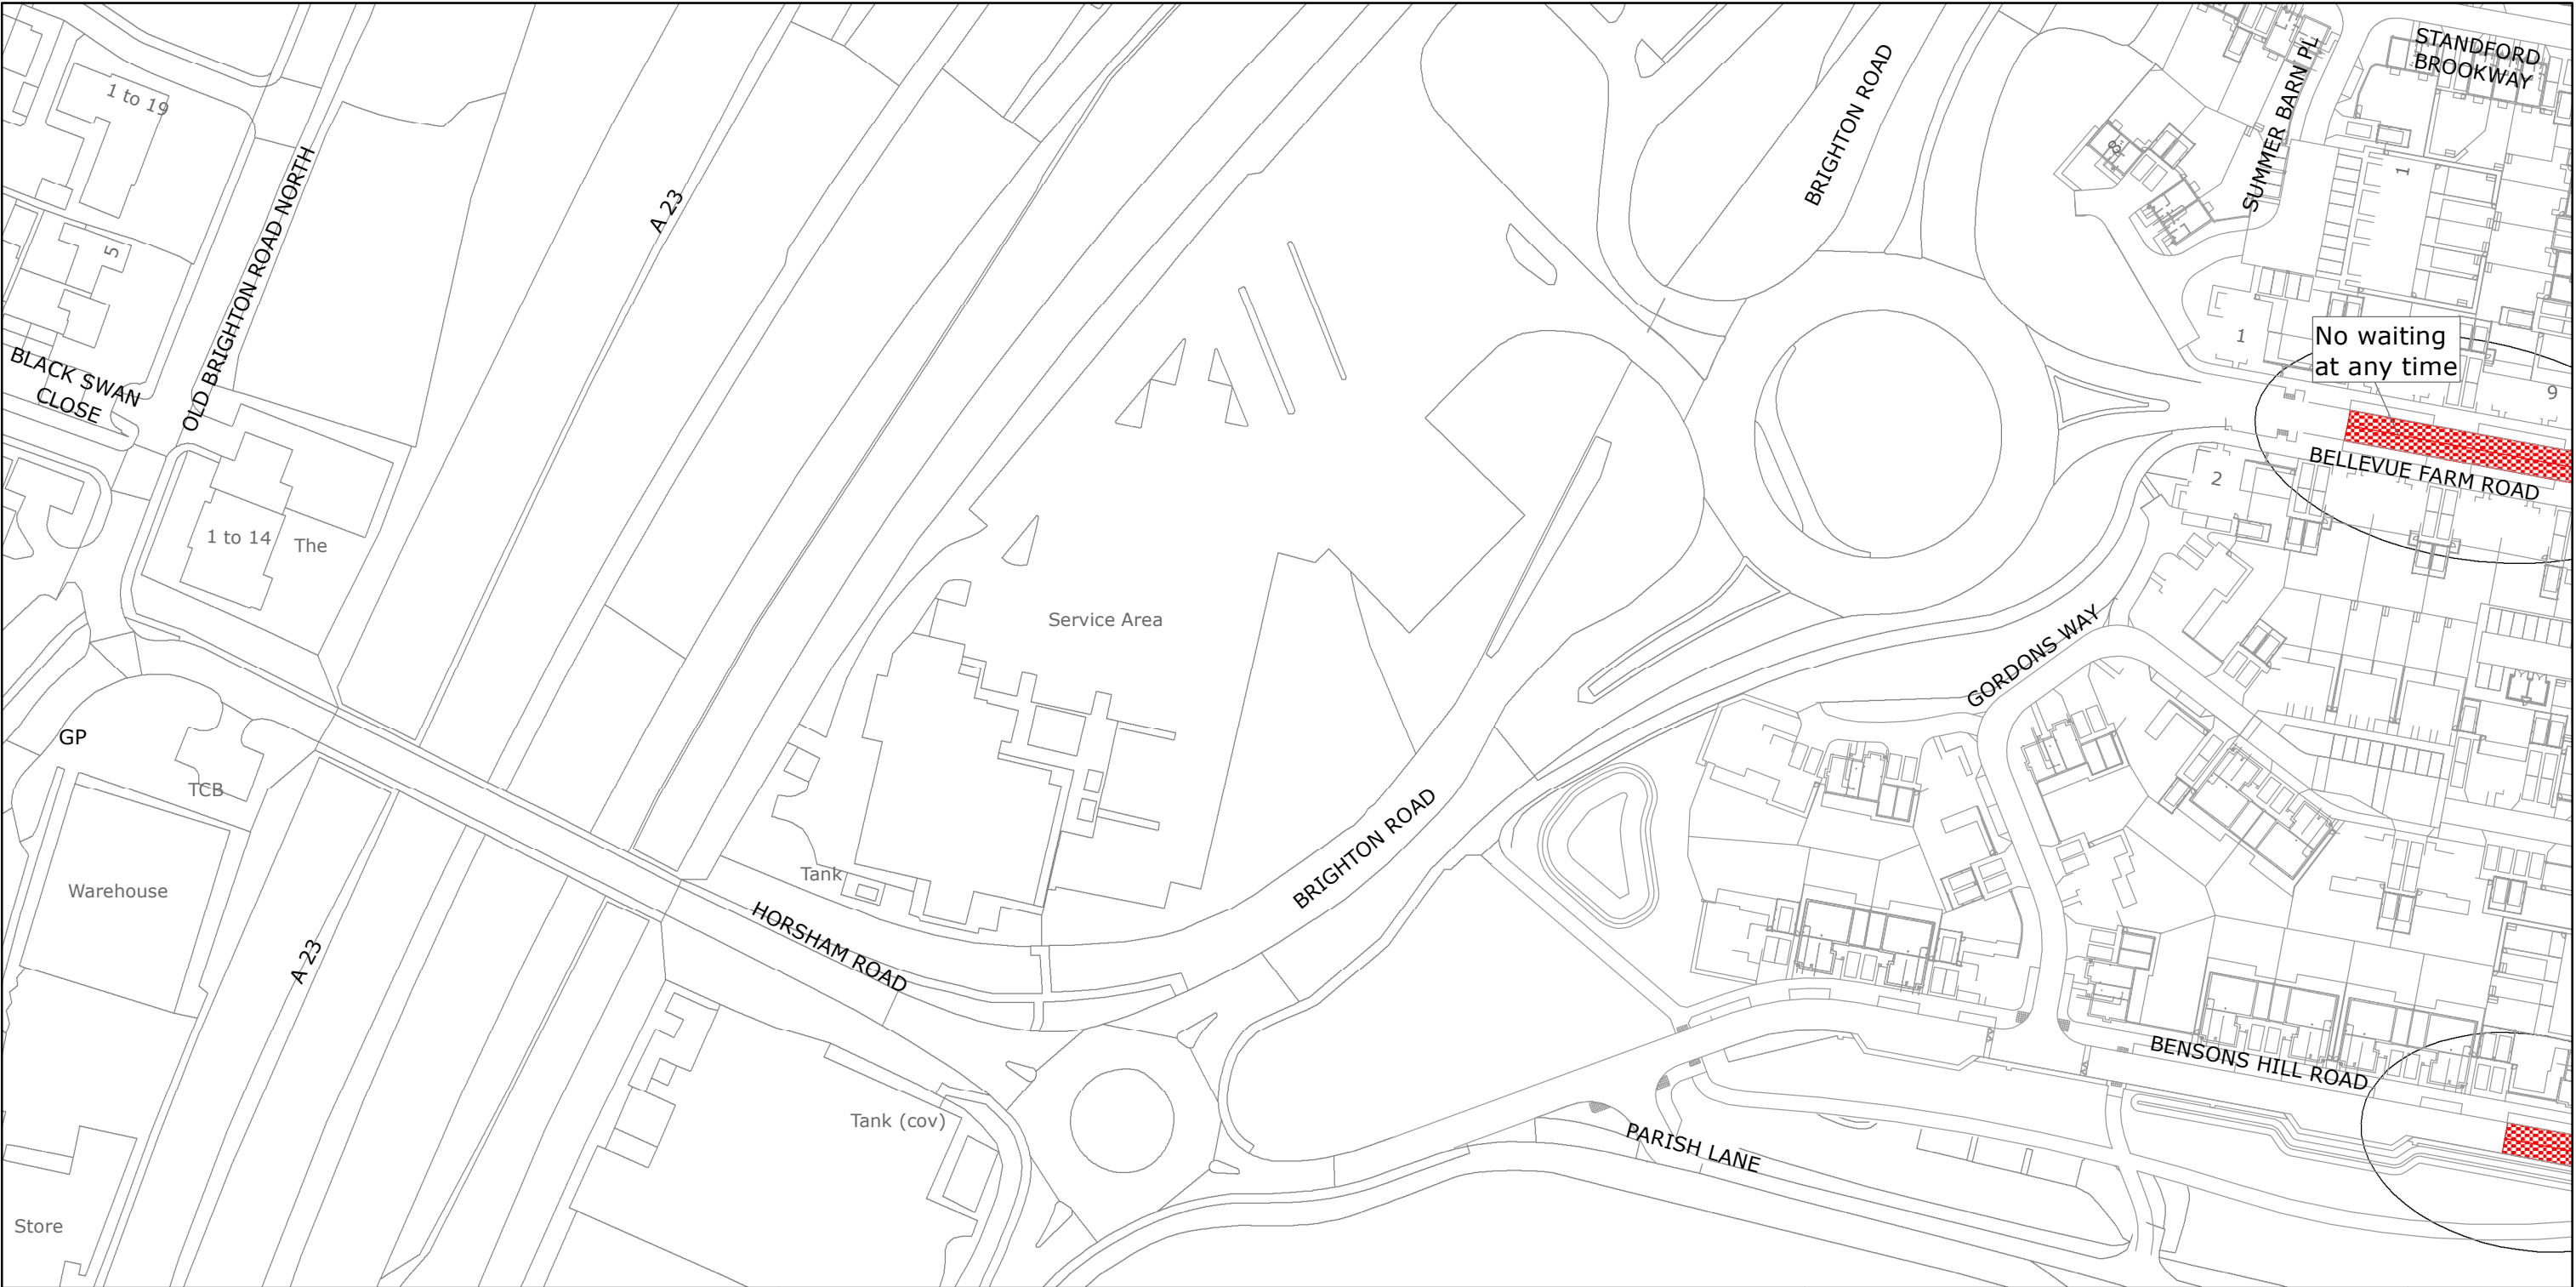 STANDFORD
BROOKWAY
SUMMER BARN PL
BRIGHTON ROAD
1 to 19
OLD BRIGHTON ROAD NORTH
A 23
8
1
5
1
No waiting
at any time
BLACK SWAN
CLOSE
9
BELLEVUE FARM ROAD
2
1 to 14
The
Service Area
GORDONS WAY
GP
TCB
BRIGHTON ROAD
Warehouse
Tank
HORSHAM ROAD
A 23
BENSONS HILL ROAD
Tank (cov)
PARISH LANE
Store